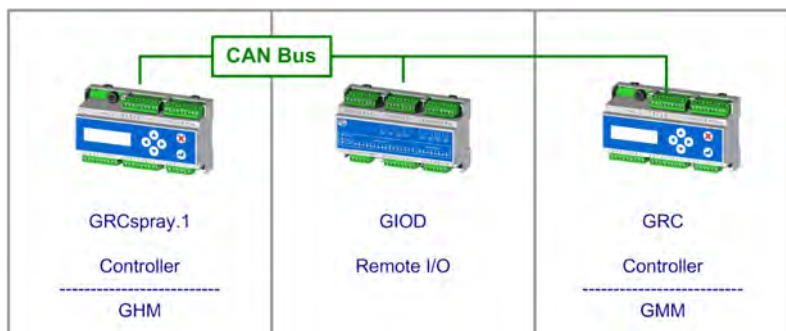 CAN Bus
GRCspray.1
GIOD
GRC
Controller
Remote I/O
Controller
GHM
GMM